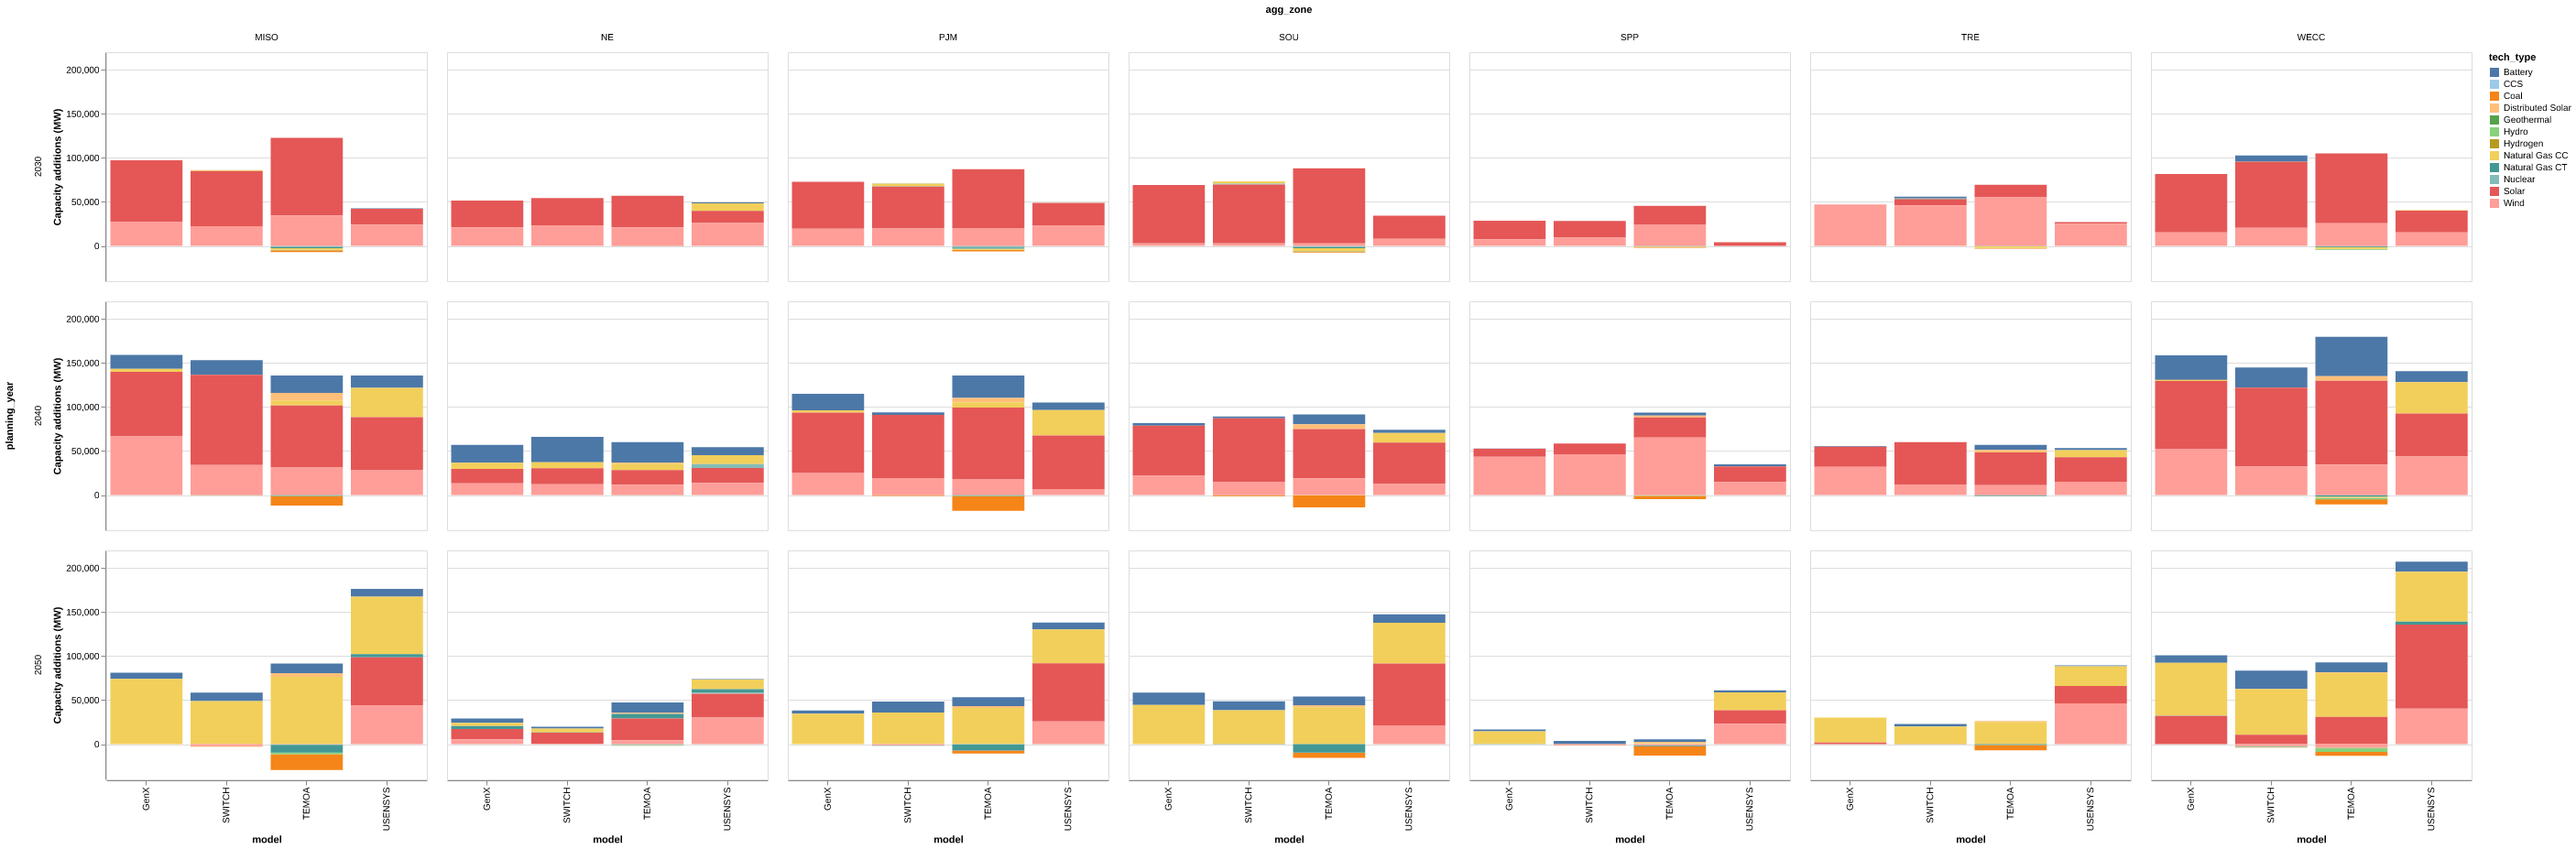 agg_zone
MISO NE PJM SOU SPP TRE WECC
tech_type
Battery
CCS
Coal
Distributed Solar
Geothermal
Hydro
Hydrogen
Natural Gas CC
Natural Gas CT
Nuclear
Solar
Wind
planning_year
2030
Capacity additions (MW)
200,000
150,000
100,000
50,000
0
2040
Capacity additions (MW)
200,000
150,000
100,000
50,000
0
2050
Capacity additions (MW)
200,000
150,000
100,000
50,000
0
GenX SWITCH TEMOA USENSYS GenX SWITCH TEMOA USENSYS GenX SWITCH TEMOA USENSYS GenX SWITCH TEMOA USENSYS GenX SWITCH TEMOA USENSYS GenX SWITCH TEMOA USENSYS GenX SWITCH TEMOA USENSYS
model model model model model model model